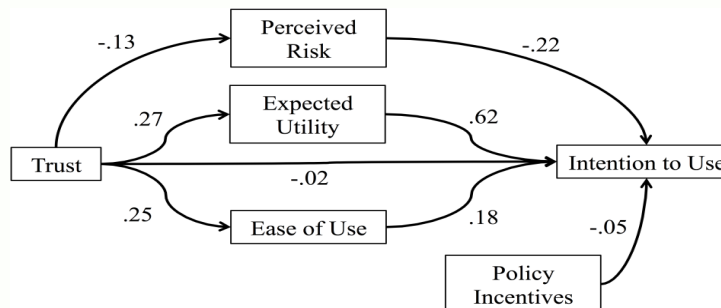 Perceived
Risk
-.13
-.22
Expected
Utility
.27
.62
Trust
-.02
Intention to Use
.25
Ease of Use
.18
-.05
Policy
Incentives